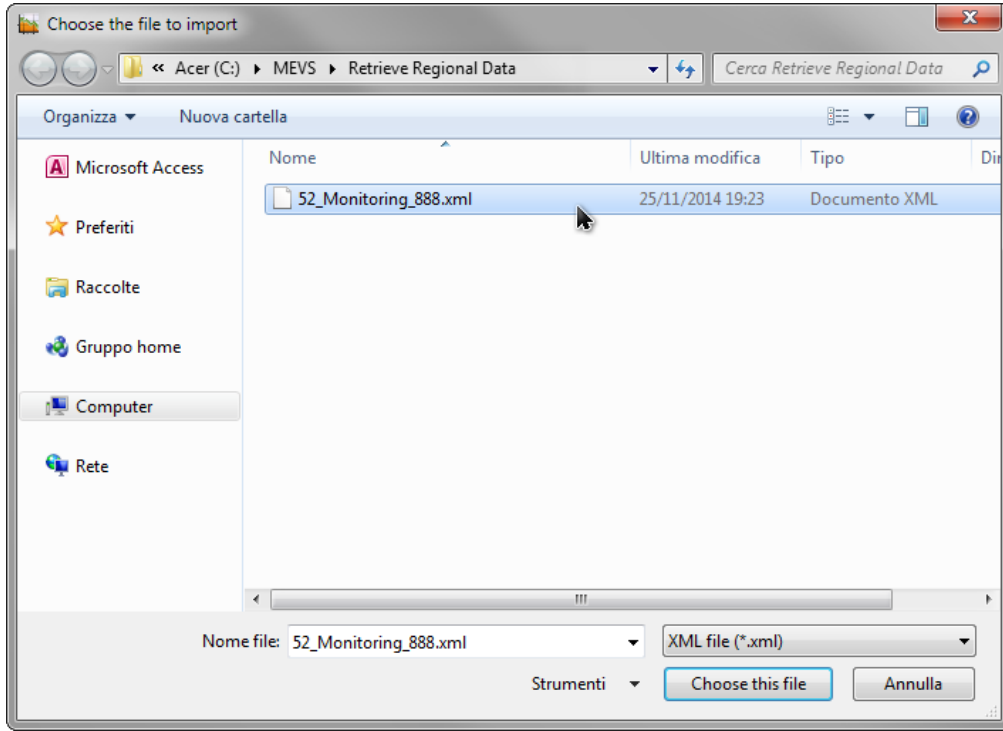 Choose the file to import
« Acer (C:) MEVS Retrieve Regional Data Cerca Retrieve Regional Data
Organizza Nuova cartella
Microsoft Access
Preferiti
Raccolte
Gruppo home
Computer
Rete
Nome Ultima modifica Tipo Dir
52_Monitoring_888.xml 25/11/2014 19:23 Documento XML
Nome file: 52_Monitoring_888.xml XML file (*.xml)
Strumenti Choose this file Annulla